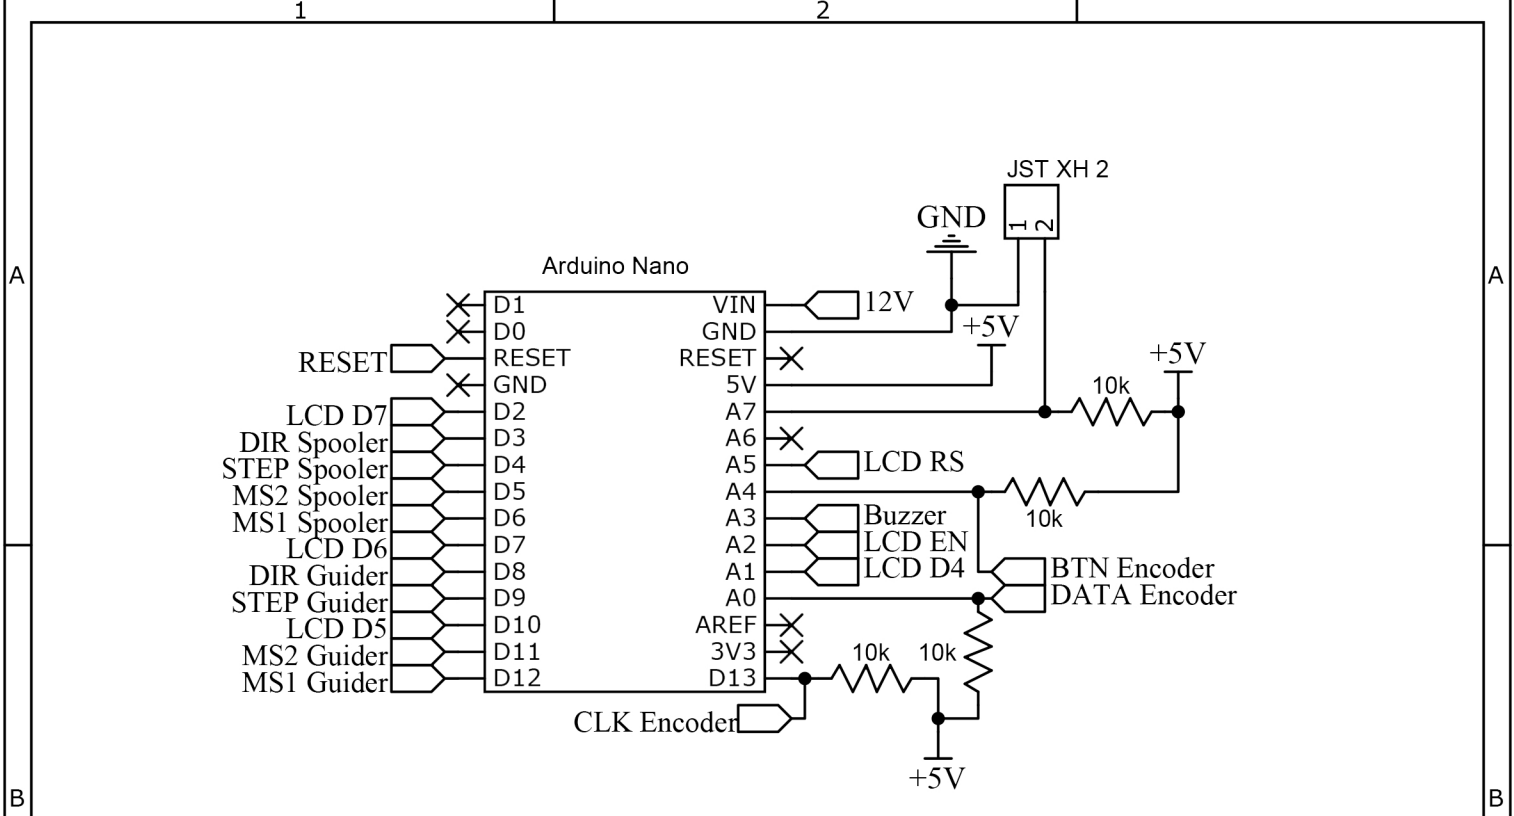 1 2
JST XH 2
1 2
GND
A A
Arduino Nano
D1 VIN 12V
D0 GND +5V
RESET RESET RESET +5V
GND 5V 10k
LCD D7 D2 A7
DIR Spooler D3 A6
STEP Spooler D4 A5 LCD RS
MS2 Spooler D5 A4
MS1 Spooler D6 A3 Buzzer 10k
LCD D6 D7 A2 LCD EN
DIR Guider D8 A1 LCD D4 BTN Encoder
STEP Guider D9 A0 DATA Encoder
LCD D5 D10 AREF
MS2 Guider D11 3V3 10k 10k
MS1 Guider D12 D13
CLK Encoder
+5V
B B